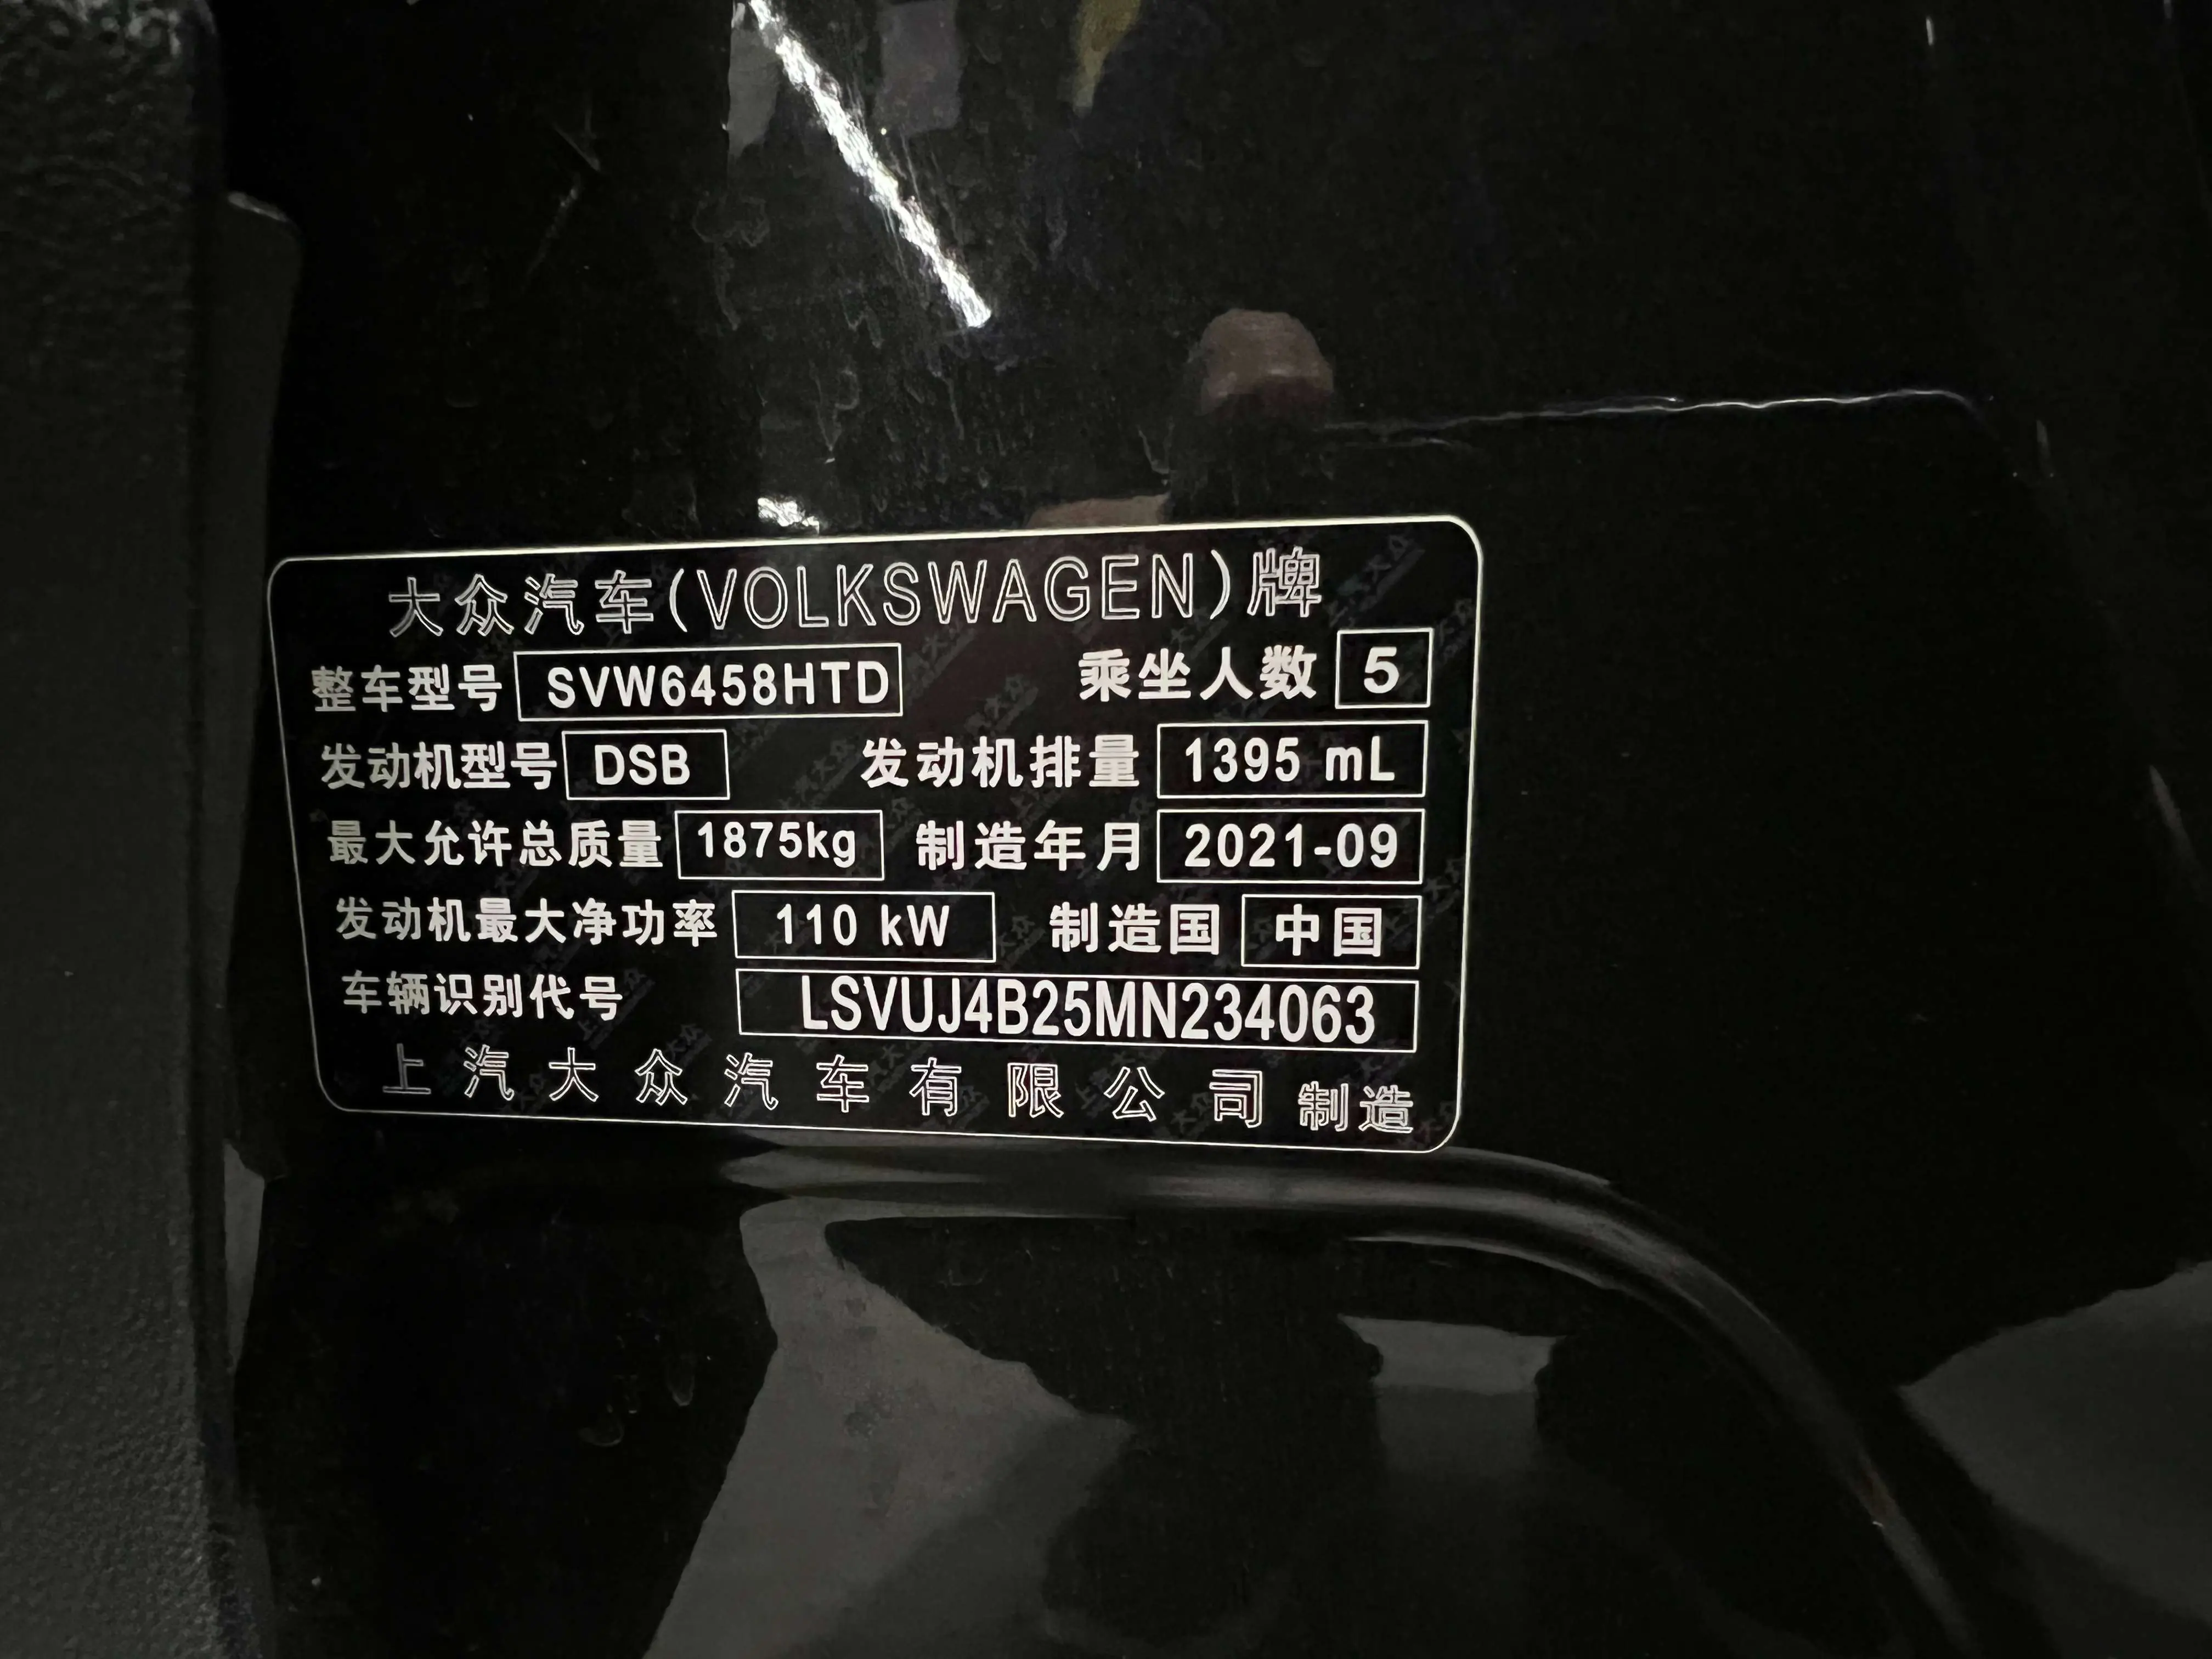 大众汽车(VOLKSWAGEN)牌
整车型号 SVW6458HTD 乘坐人数 5
发动机型号 DSB 发动机排量 1395 mL
最大允许总质量 1875kg 制造年月 2021-09
发动机最大净功率 110 kW 制造国 中国
车辆识别代号 LSVUJ4B25MN234063
上汽大众汽车有限公司 制造